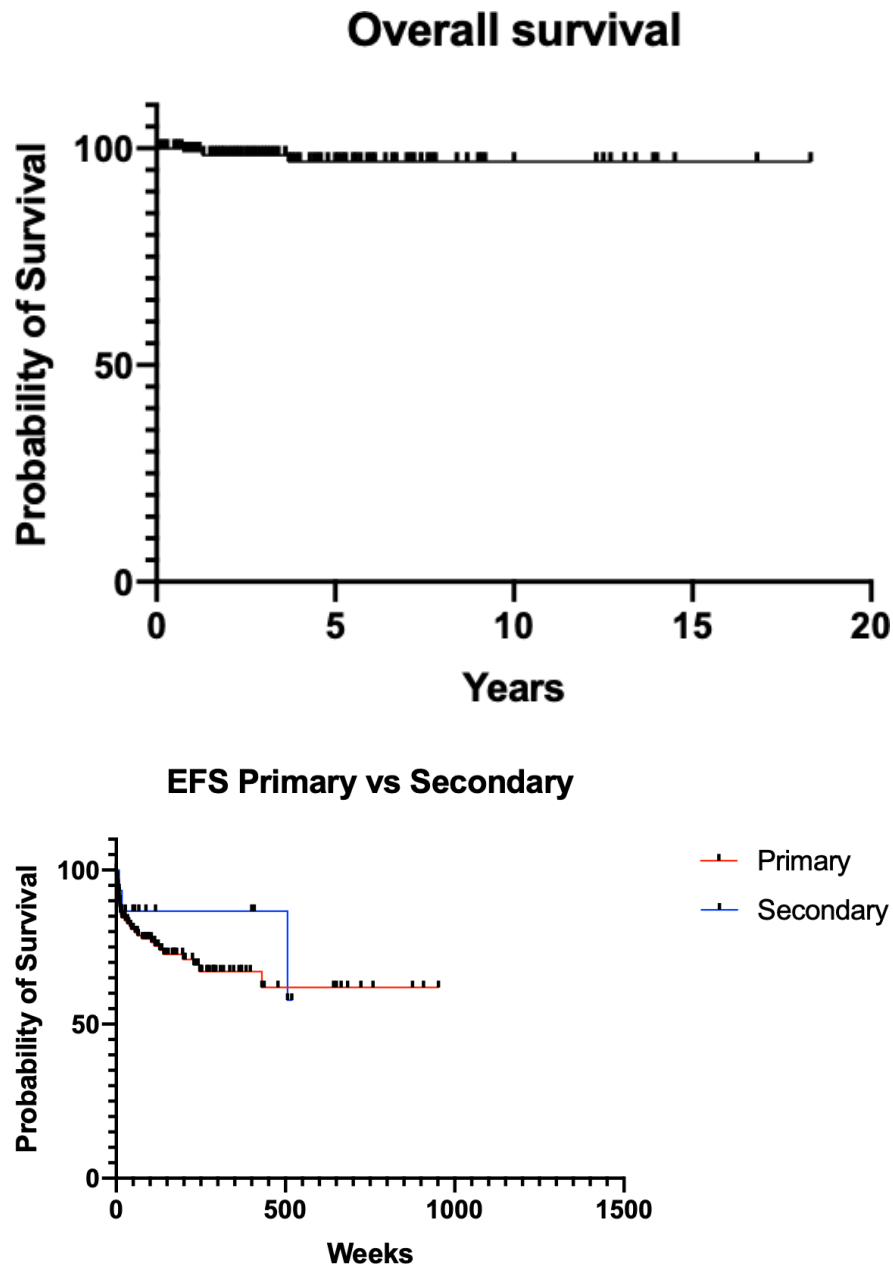 Overall survival
Probability of Survival
100
50
0
0 5 10 15 20
Years
EFS Primary vs Secondary
Probability of Survival
100
50
0
0 500 1000 1500
Weeks
Primary
Secondary